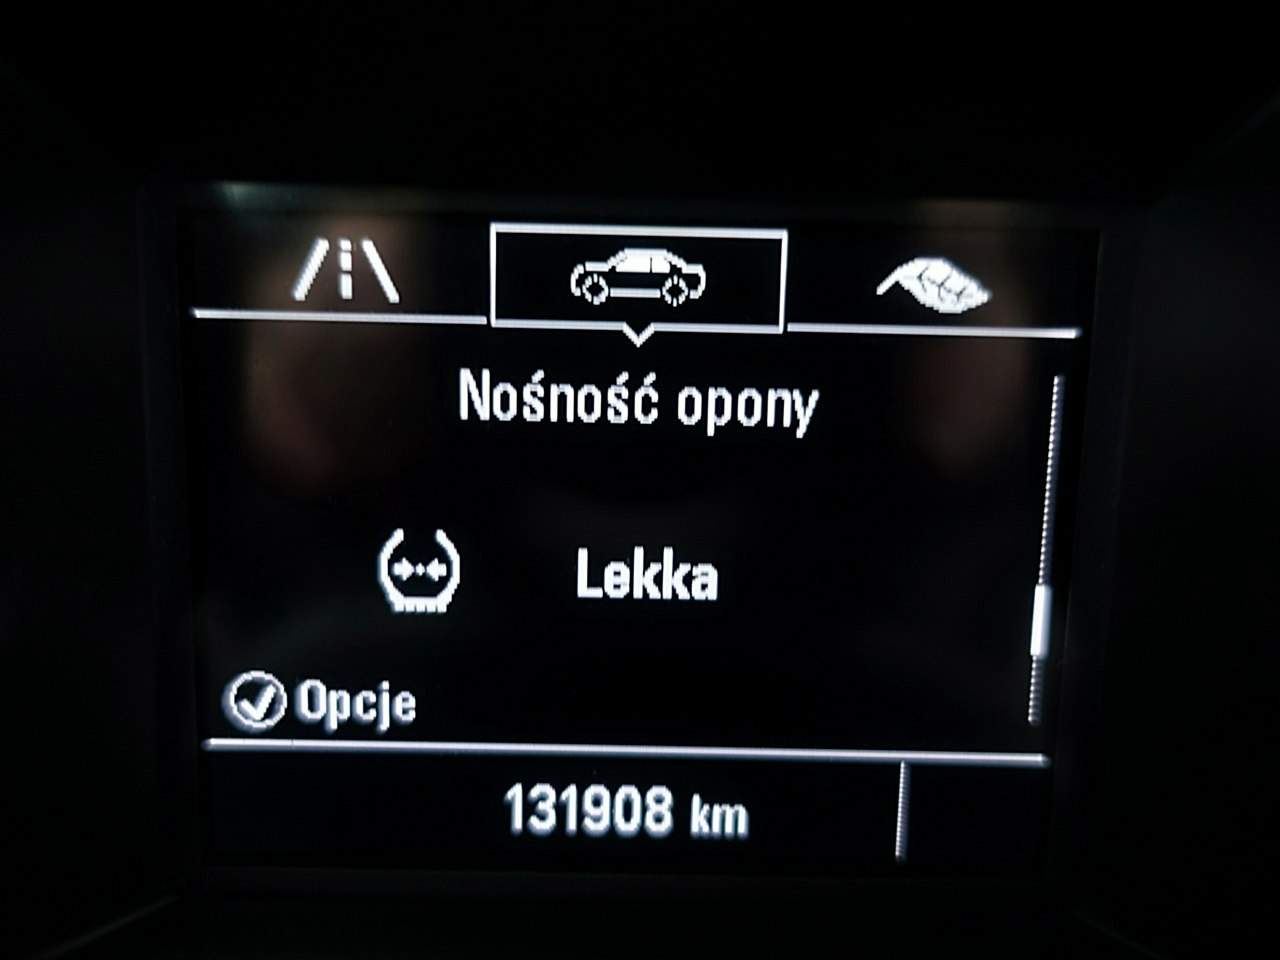 Nośność opony
Lekka
Opcje
131908 km